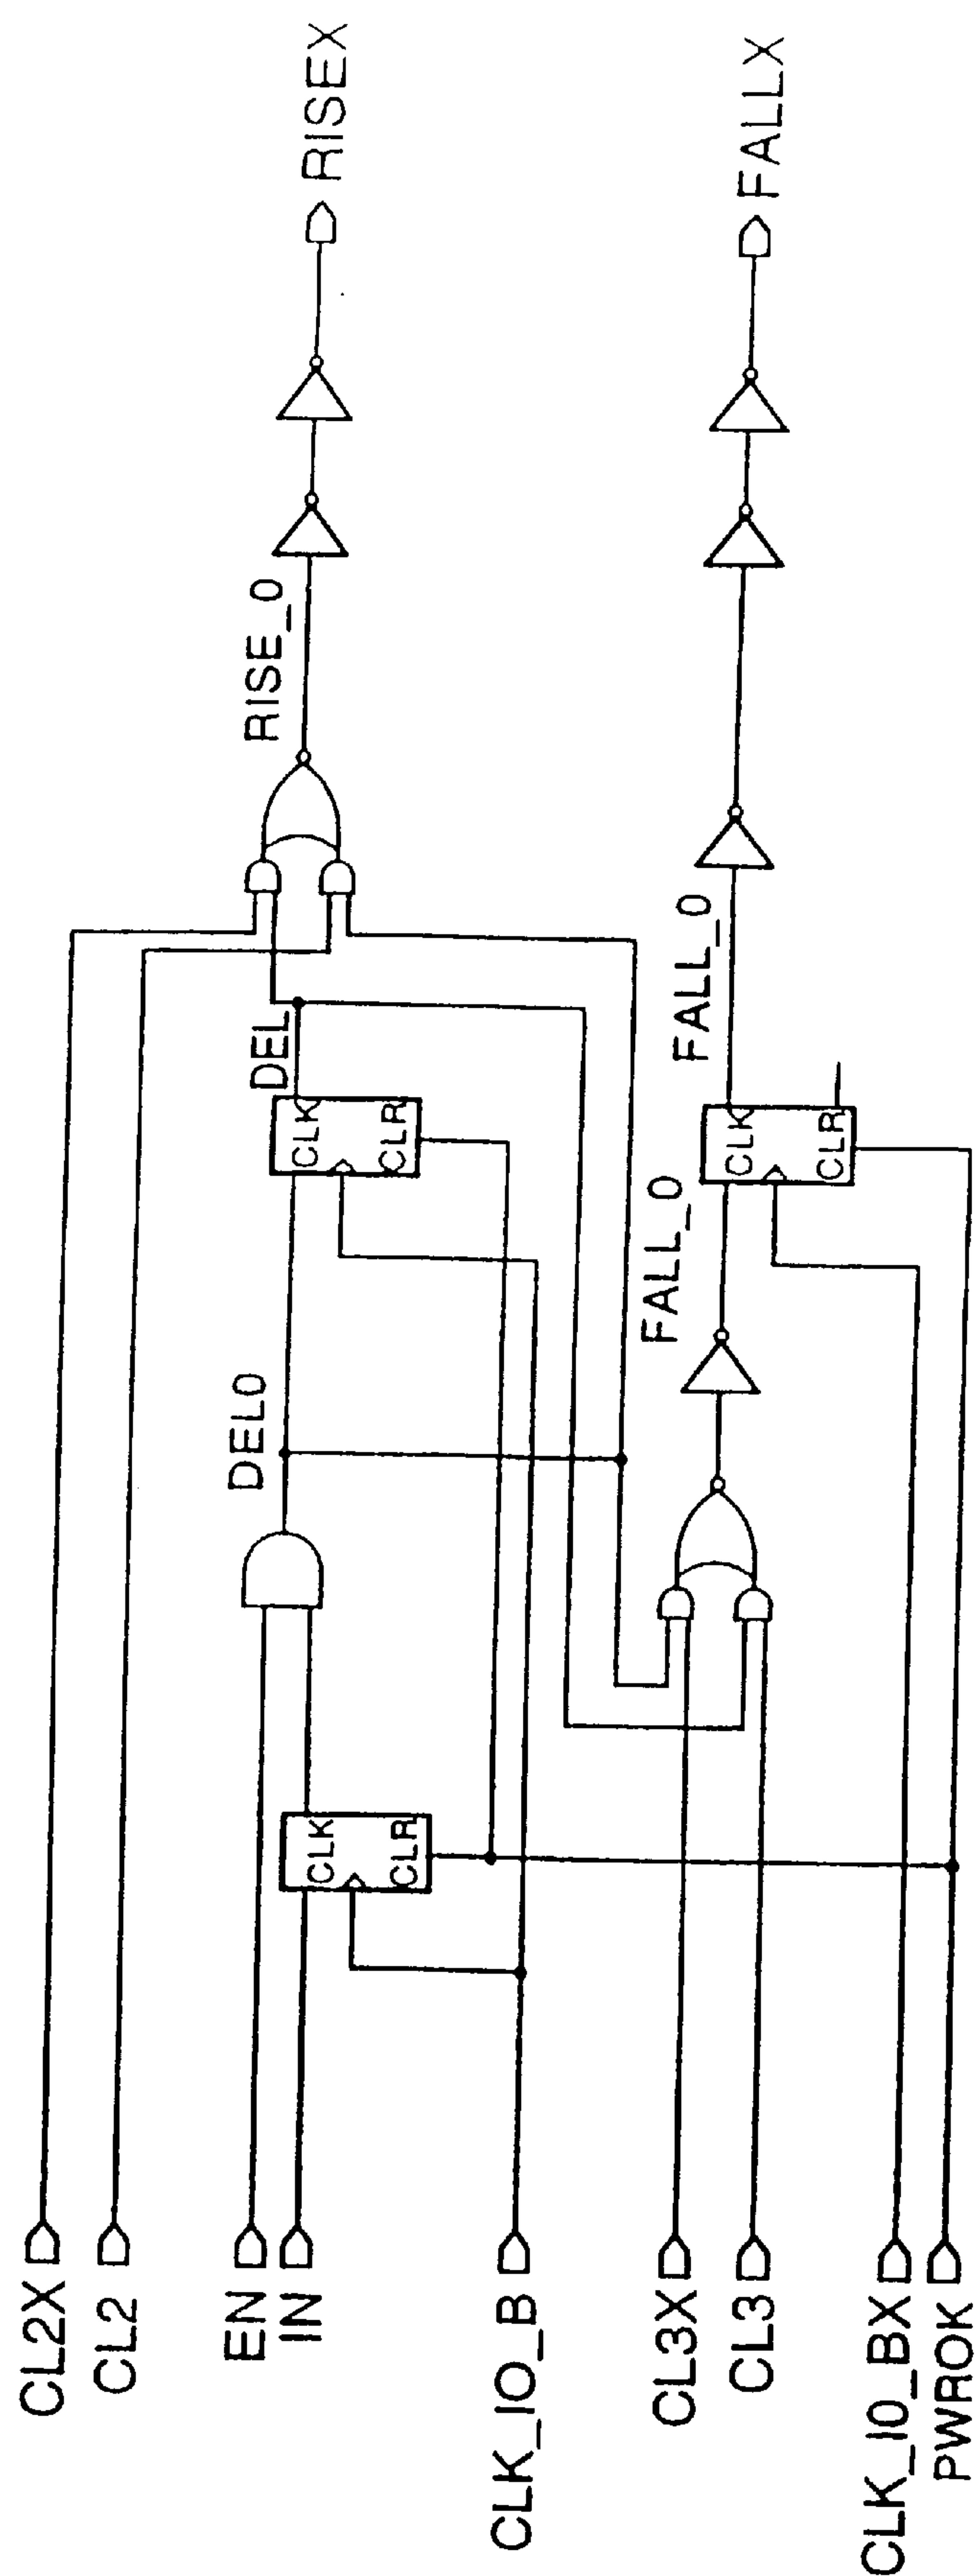 CL2X
CL2
EN
IN
CLK_IO_B
CL3X
CL3
CLK_IO_BX
PWROK
CLK
CLR
DEL0
CLK
CLR
DEL
RISE_0
RISEX
FALL_0
CLK
CLR
FALL_0
FALLX